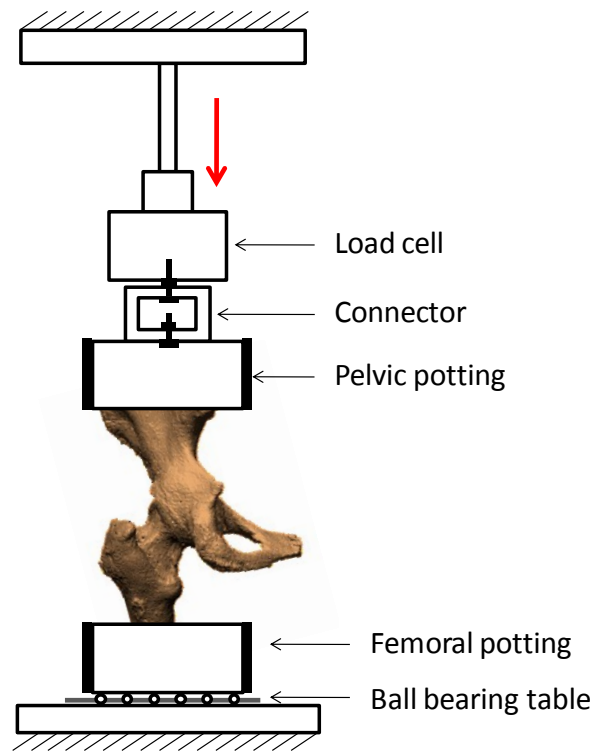 Load cell
Connector
Pelvic potting
Femoral potting
Ball bearing table